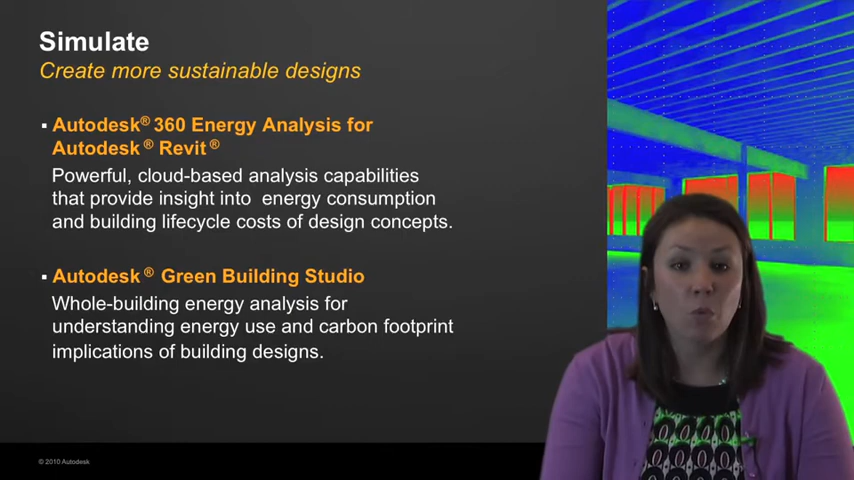 Simulate
Create more sustainable designs
▪ Autodesk® 360 Energy Analysis for
Autodesk ® Revit ®
Powerful, cloud-based analysis capabilities
that provide insight into energy consumption
and building lifecycle costs of design concepts.
▪ Autodesk ® Green Building Studio
Whole-building energy analysis for
understanding energy use and carbon footprint
implications of building designs.
© 2010 Autodesk